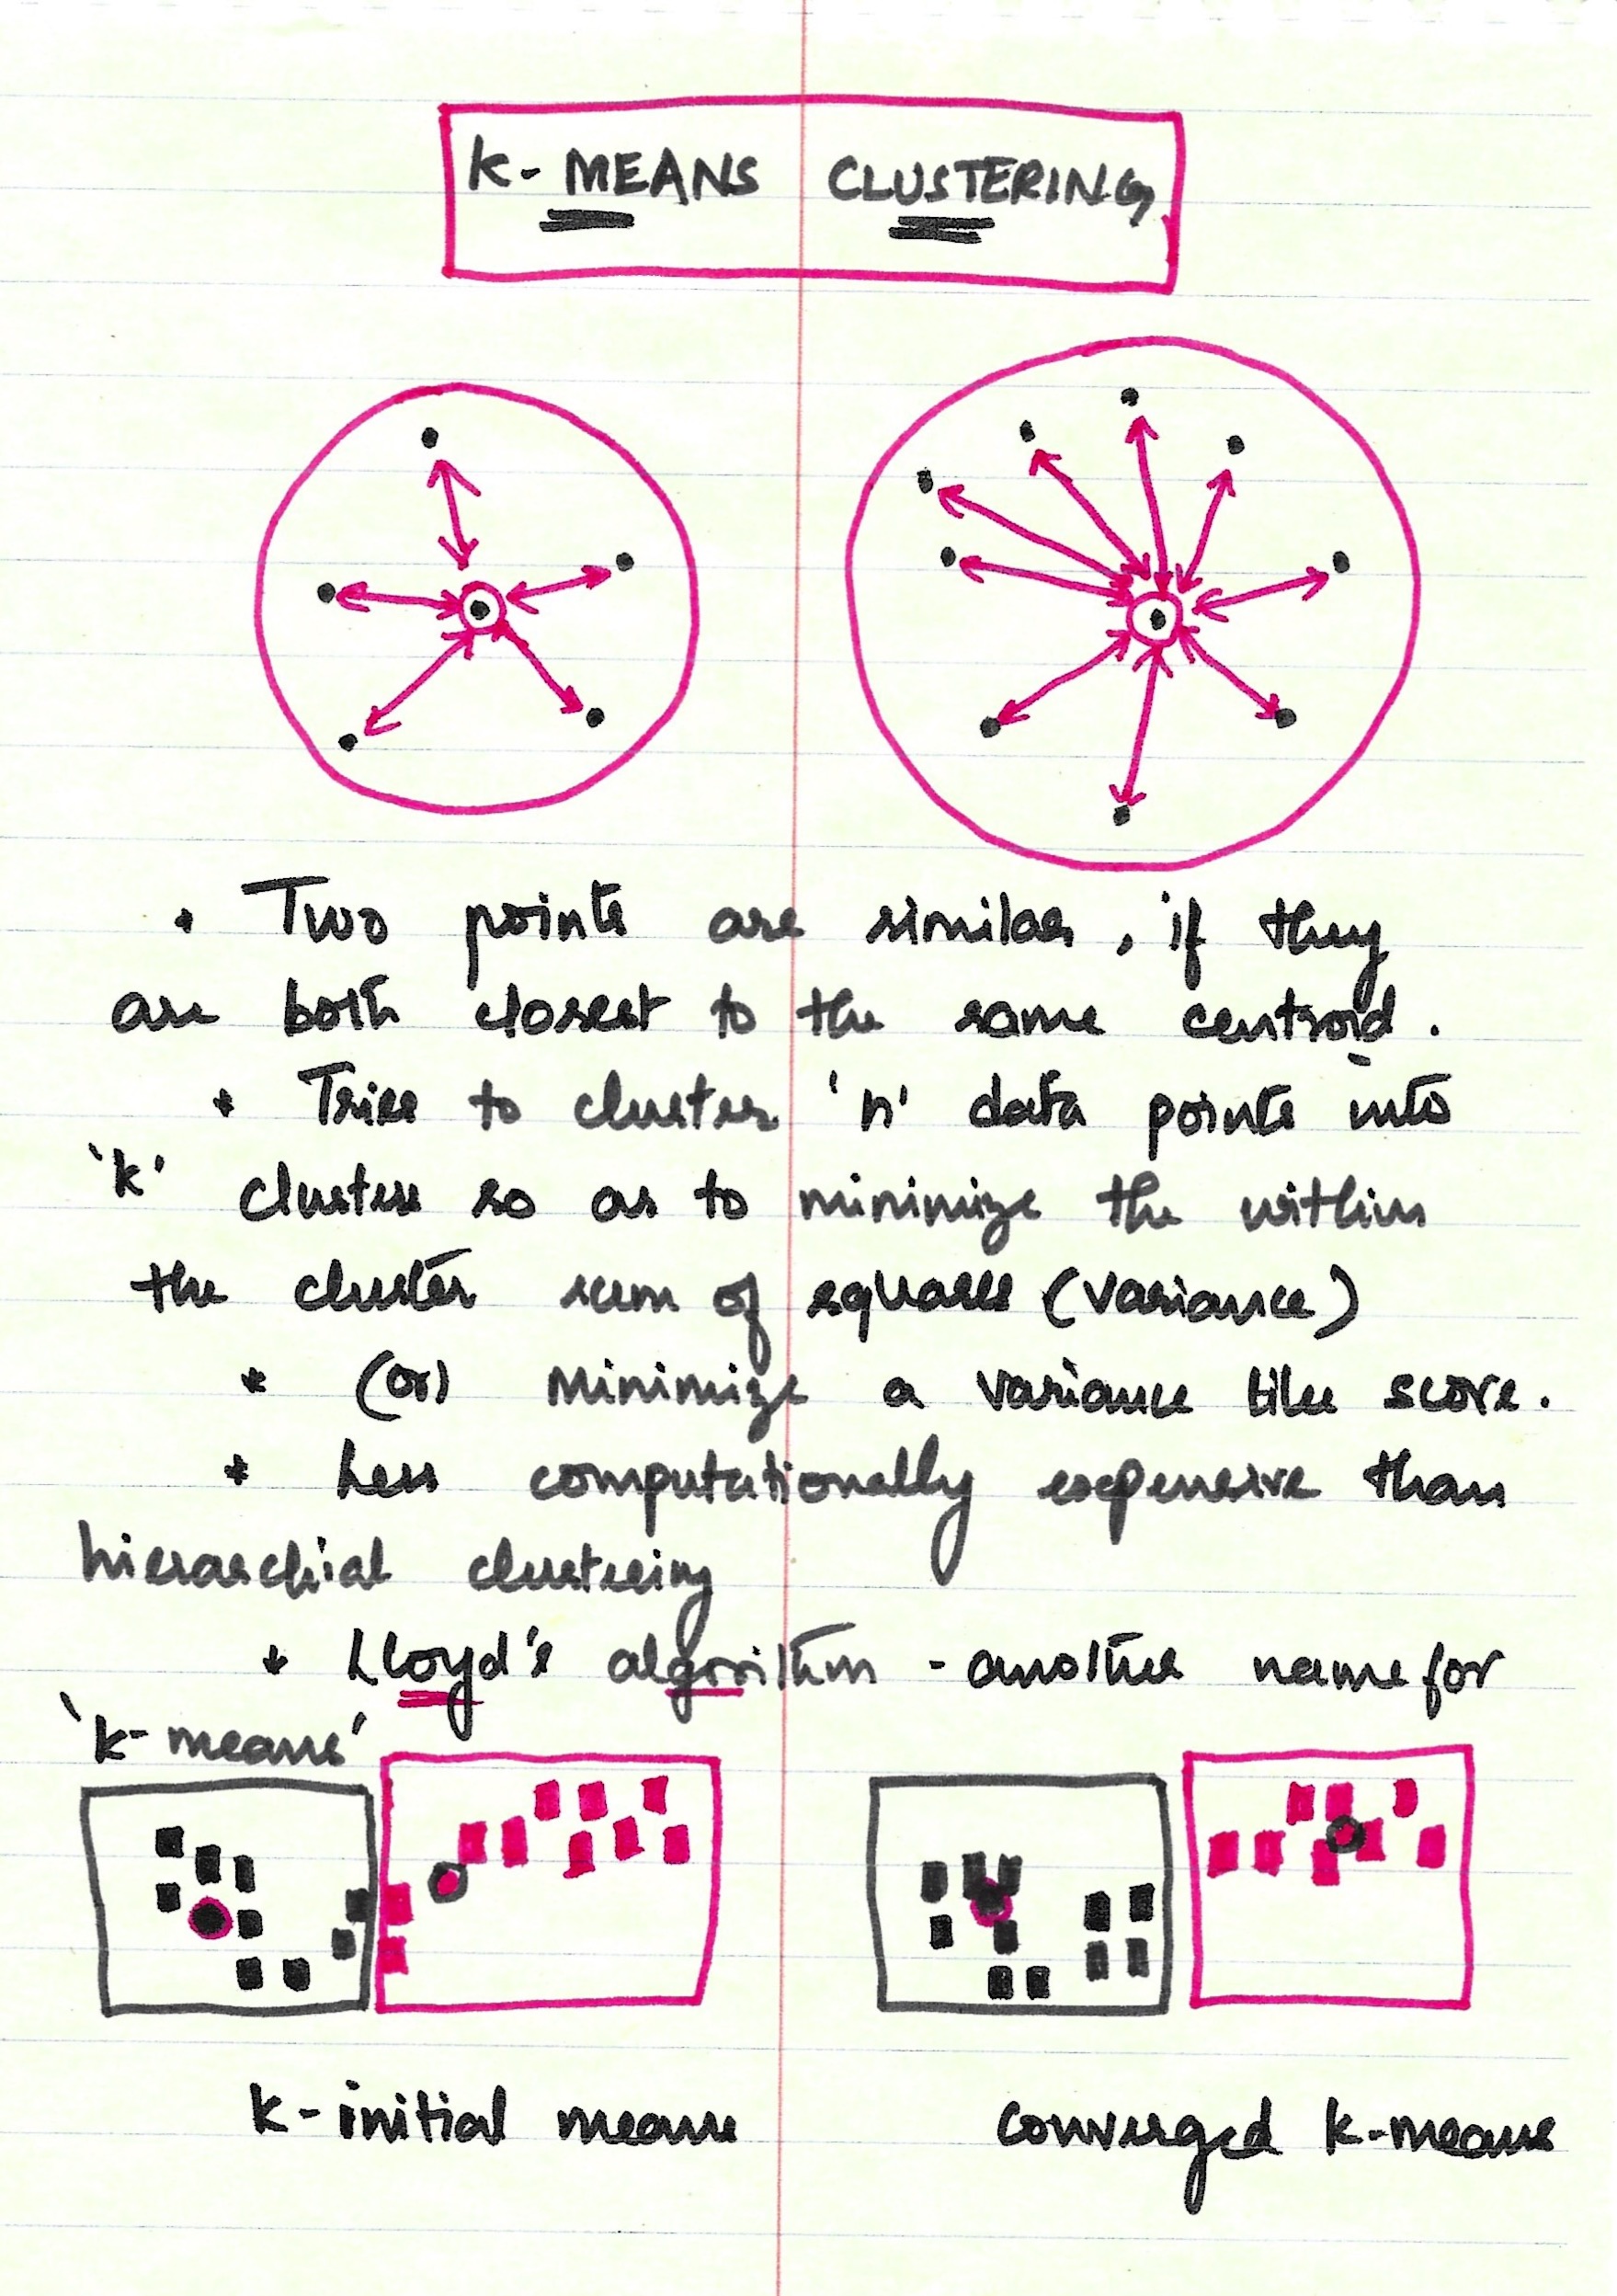 K-MEANS CLUSTERING
* Two points are similar, if they
are both closest to the same centroid.
* Tries to cluster 'n' data points into
'k' clusters so as to minimize the within
the cluster sum of squares (variance)
* (or) Minimize a variance like score.
* Less computationally expensive than
hierarchial clustering
* Lloyd's algorithm - another name for
'k-means'
k-initial means
converged k-means